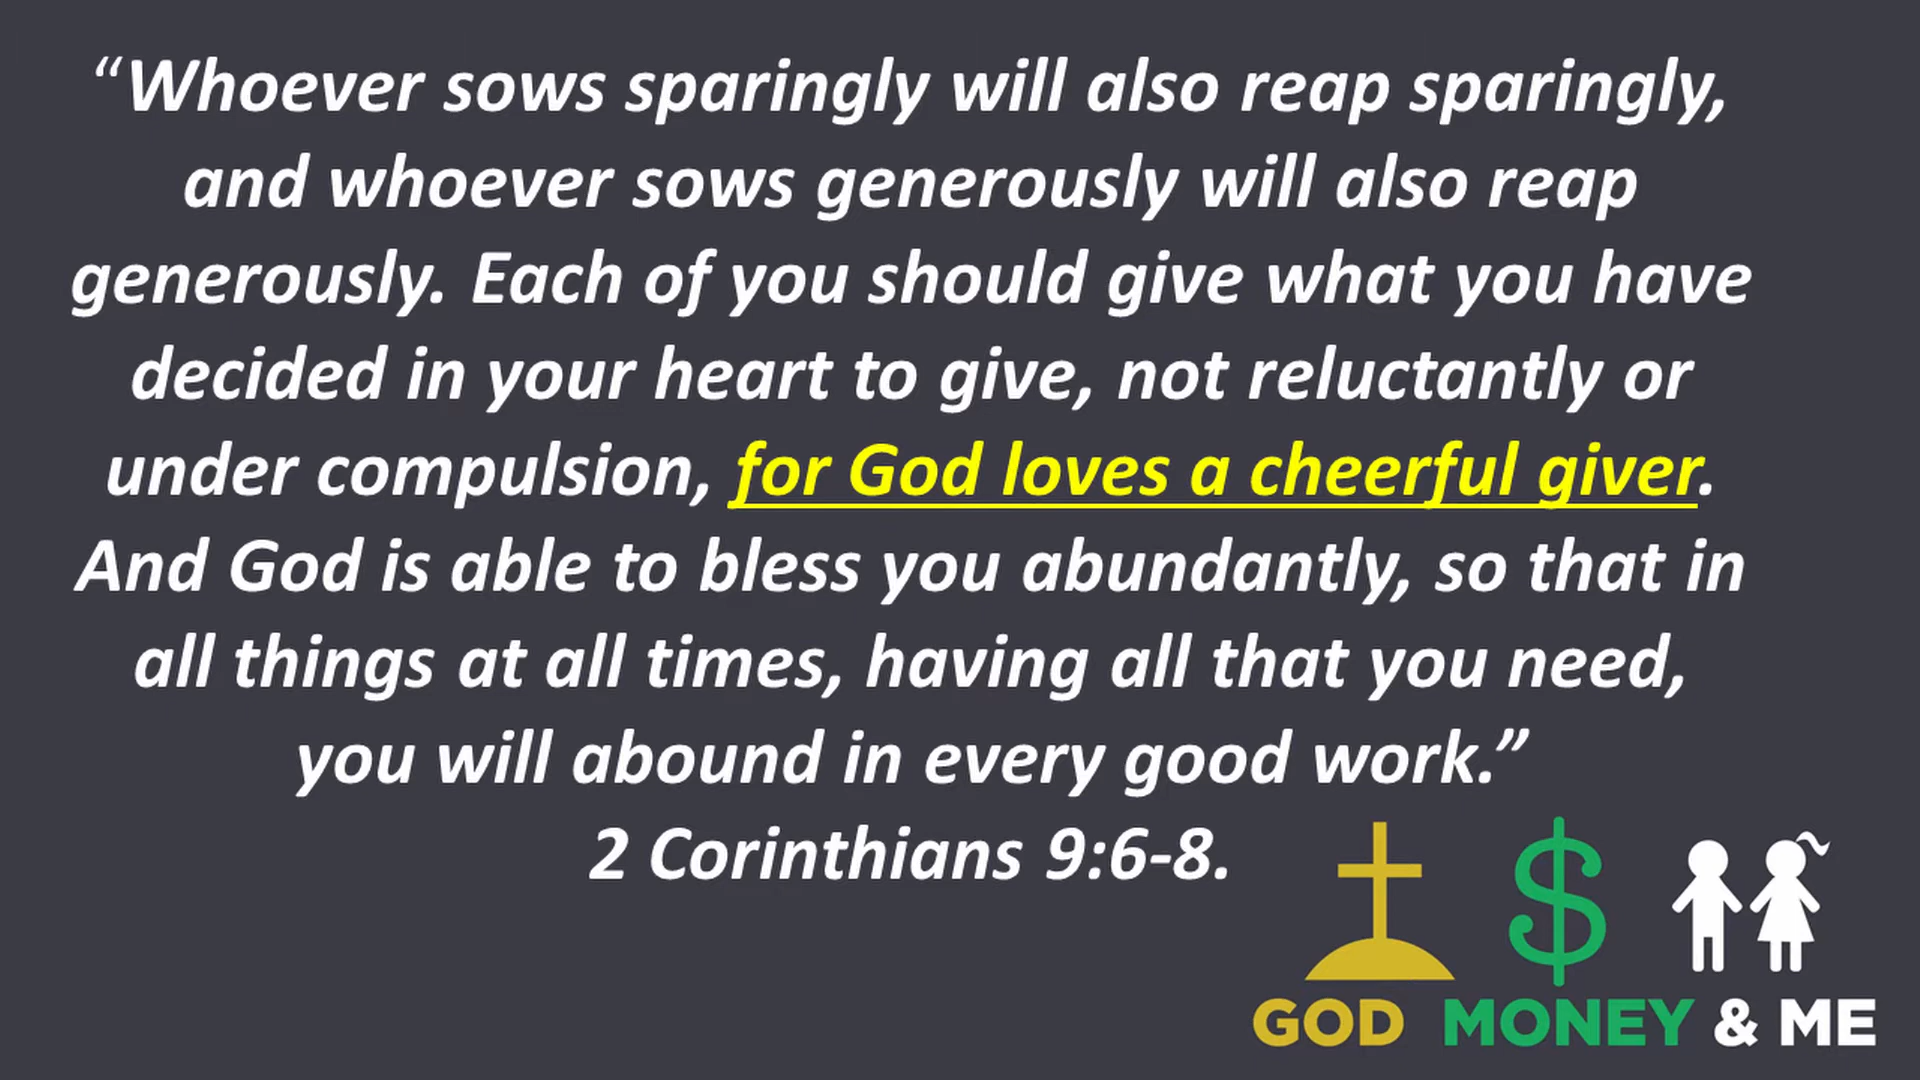 “Whoever sows sparingly will also reap sparingly,
and whoever sows generously will also reap
generously. Each of you should give what you have
decided in your heart to give, not reluctantly or
under compulsion, for God loves a cheerful giver.
And God is able to bless you abundantly, so that in
all things at all times, having all that you need,
you will abound in every good work.”
2 Corinthians 9:6-8.
$
GOD MONEY & ME